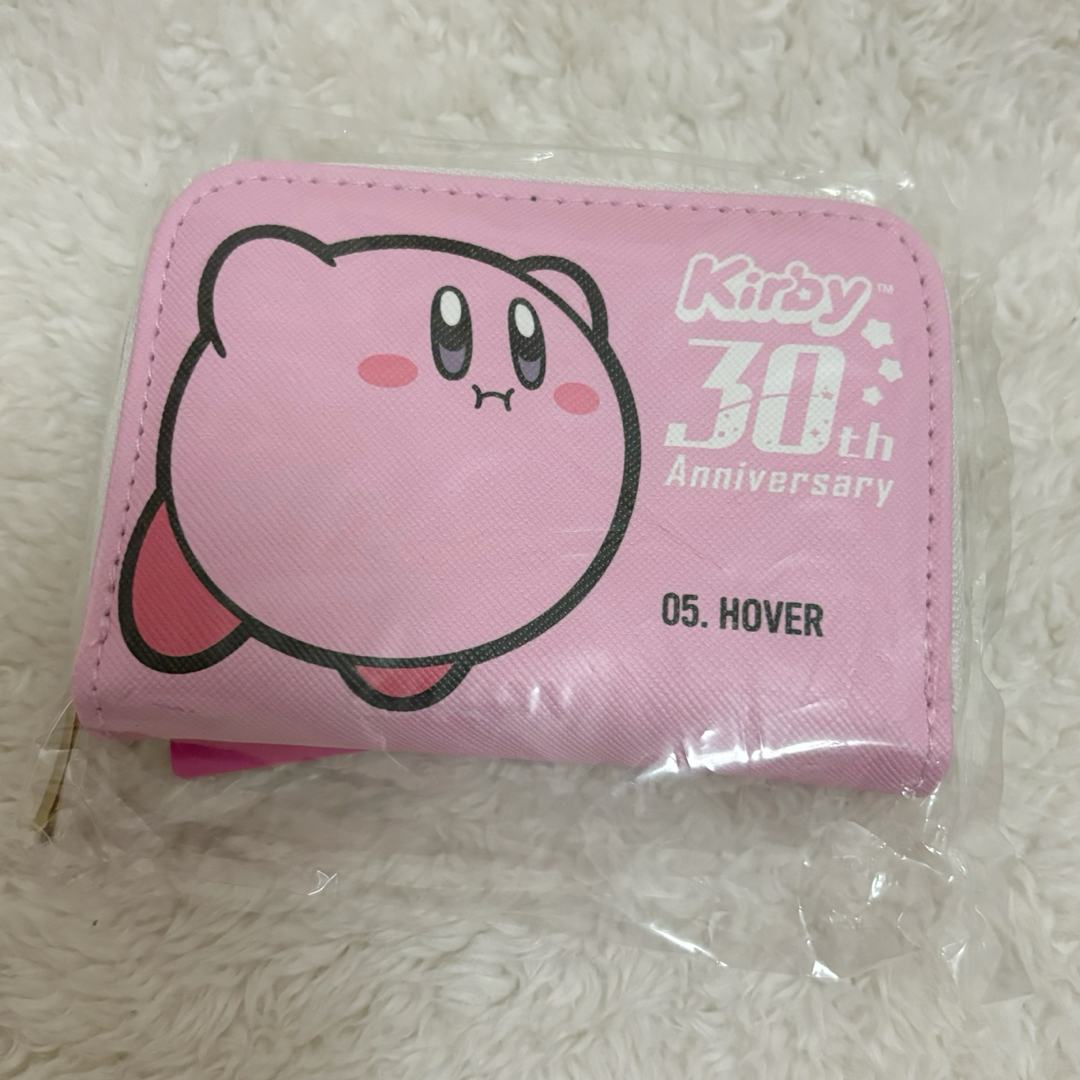 Kirby™
30th
Anniversary
05. HOVER